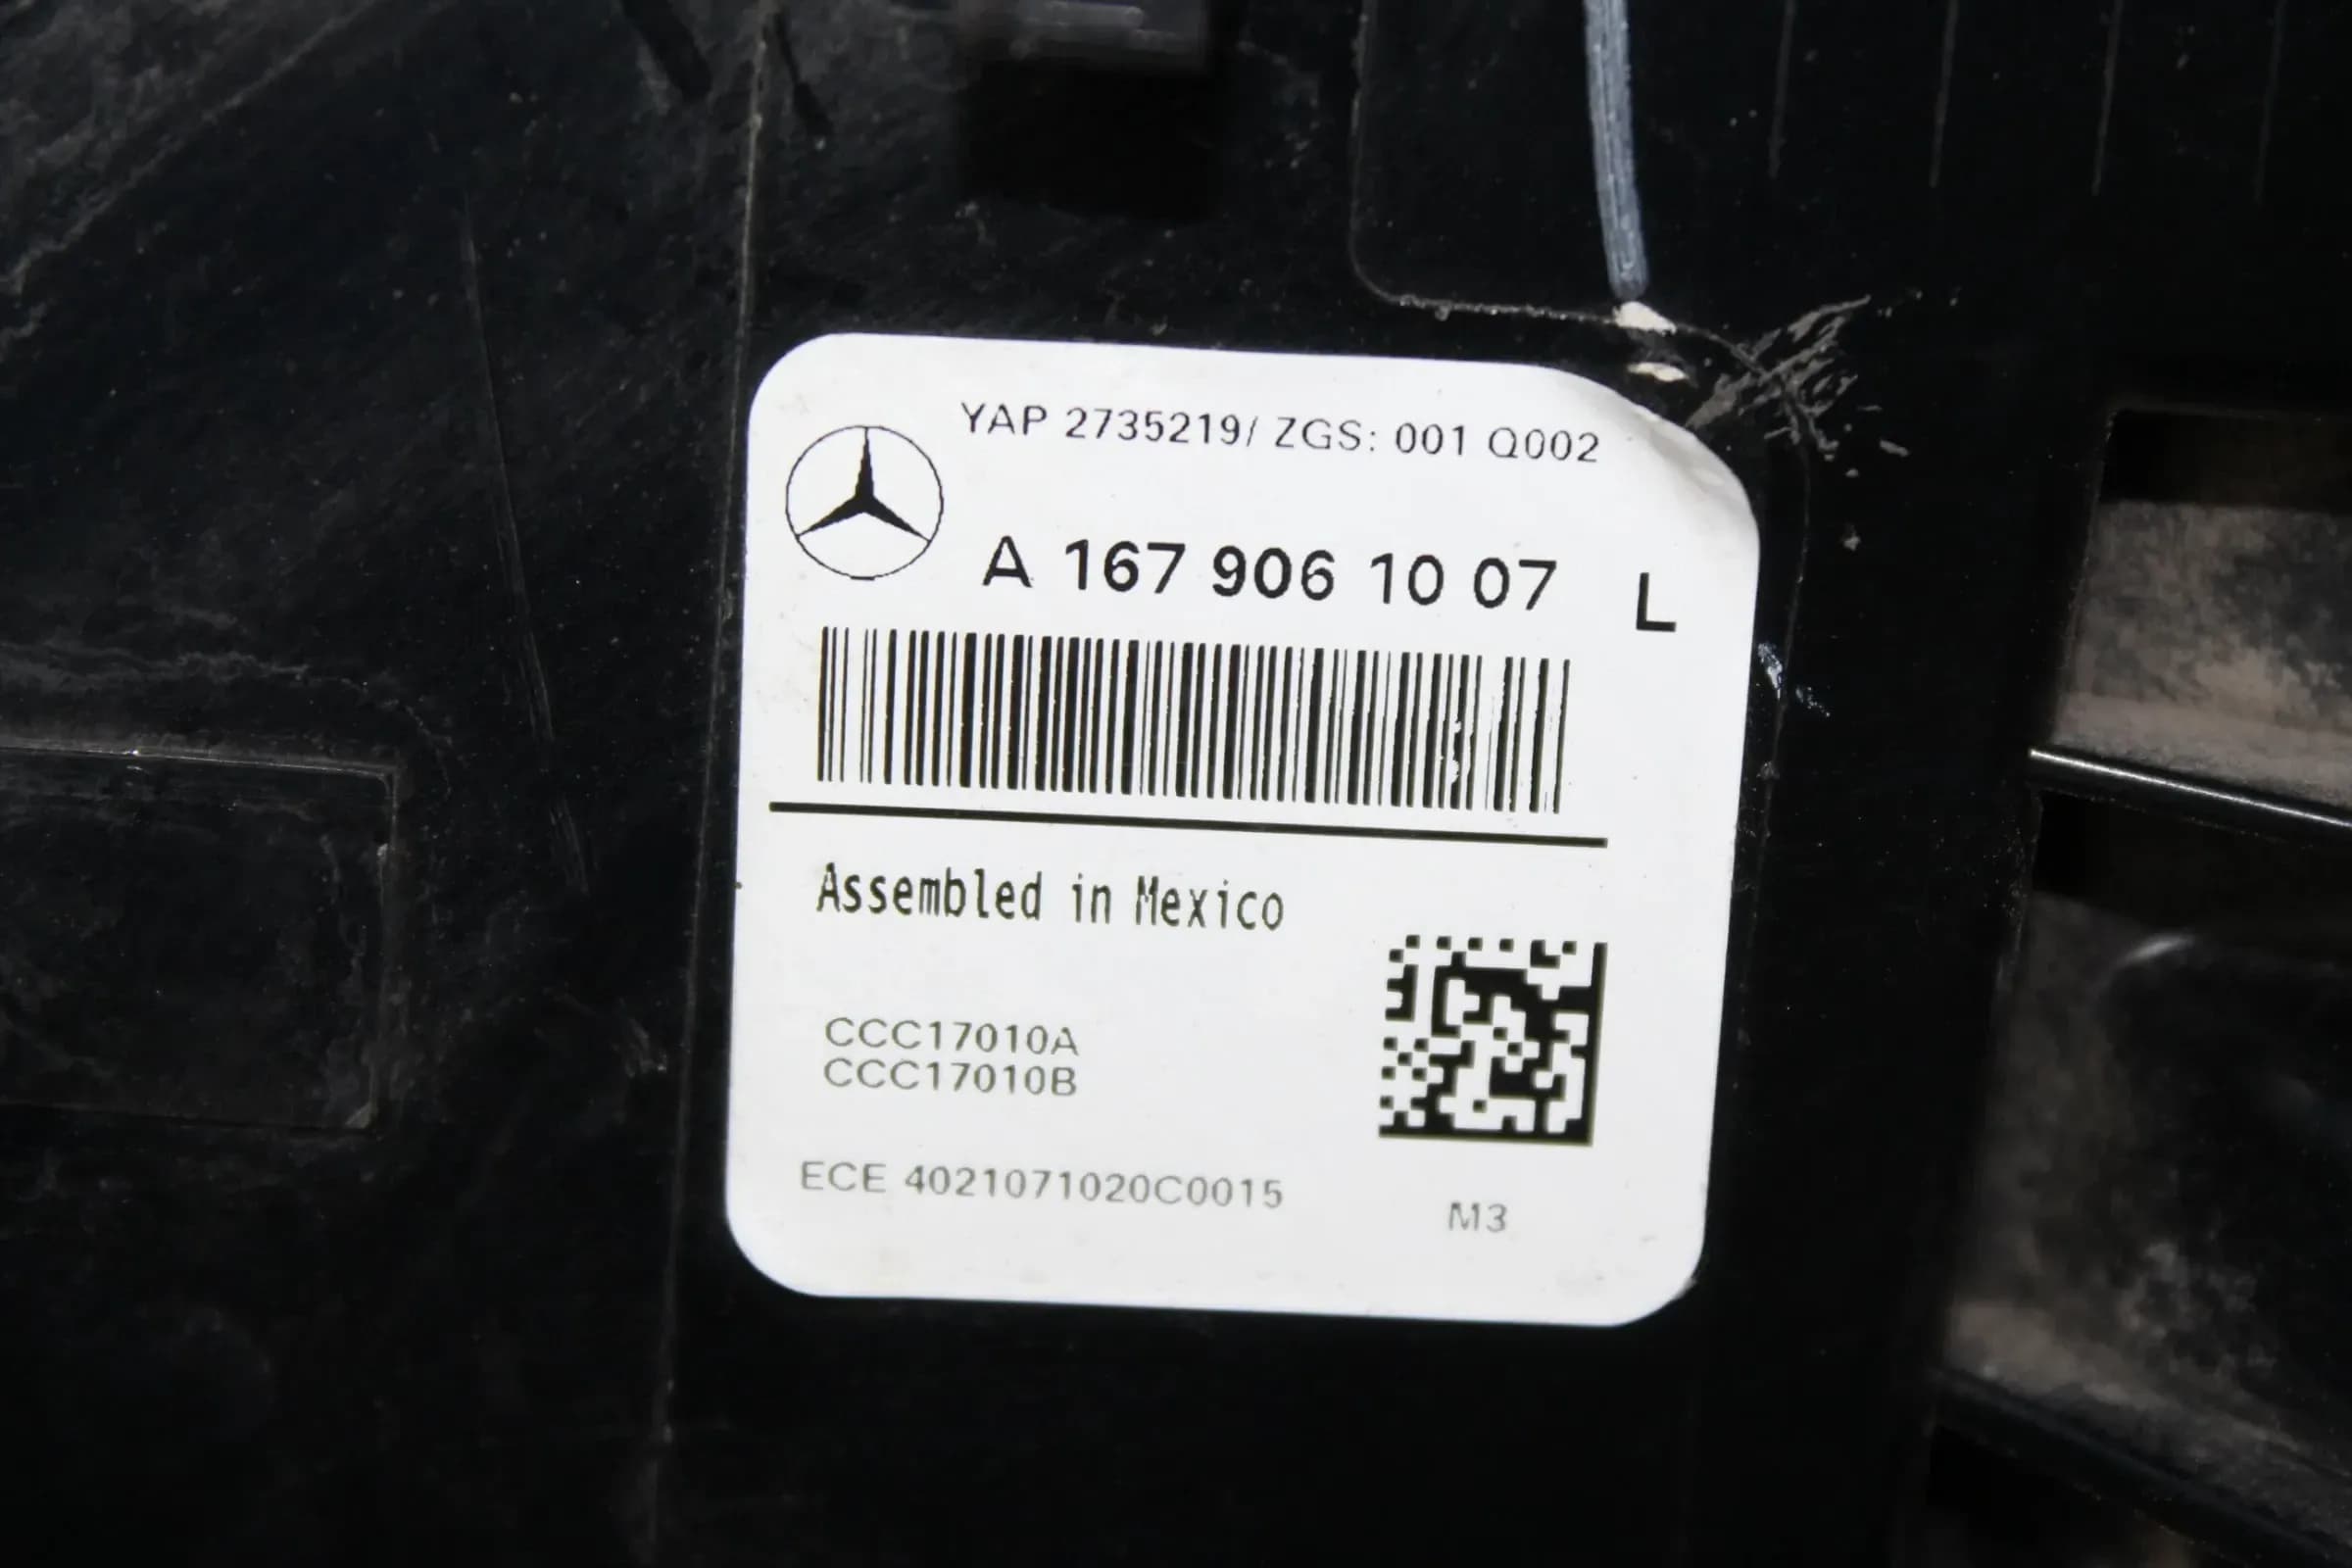 YAP 2735219/ ZGS: 001 Q002
A 167 906 10 07 L
Assembled in Mexico
CCC17010A
CCC17010B
ECE 4021071020C0015
M3